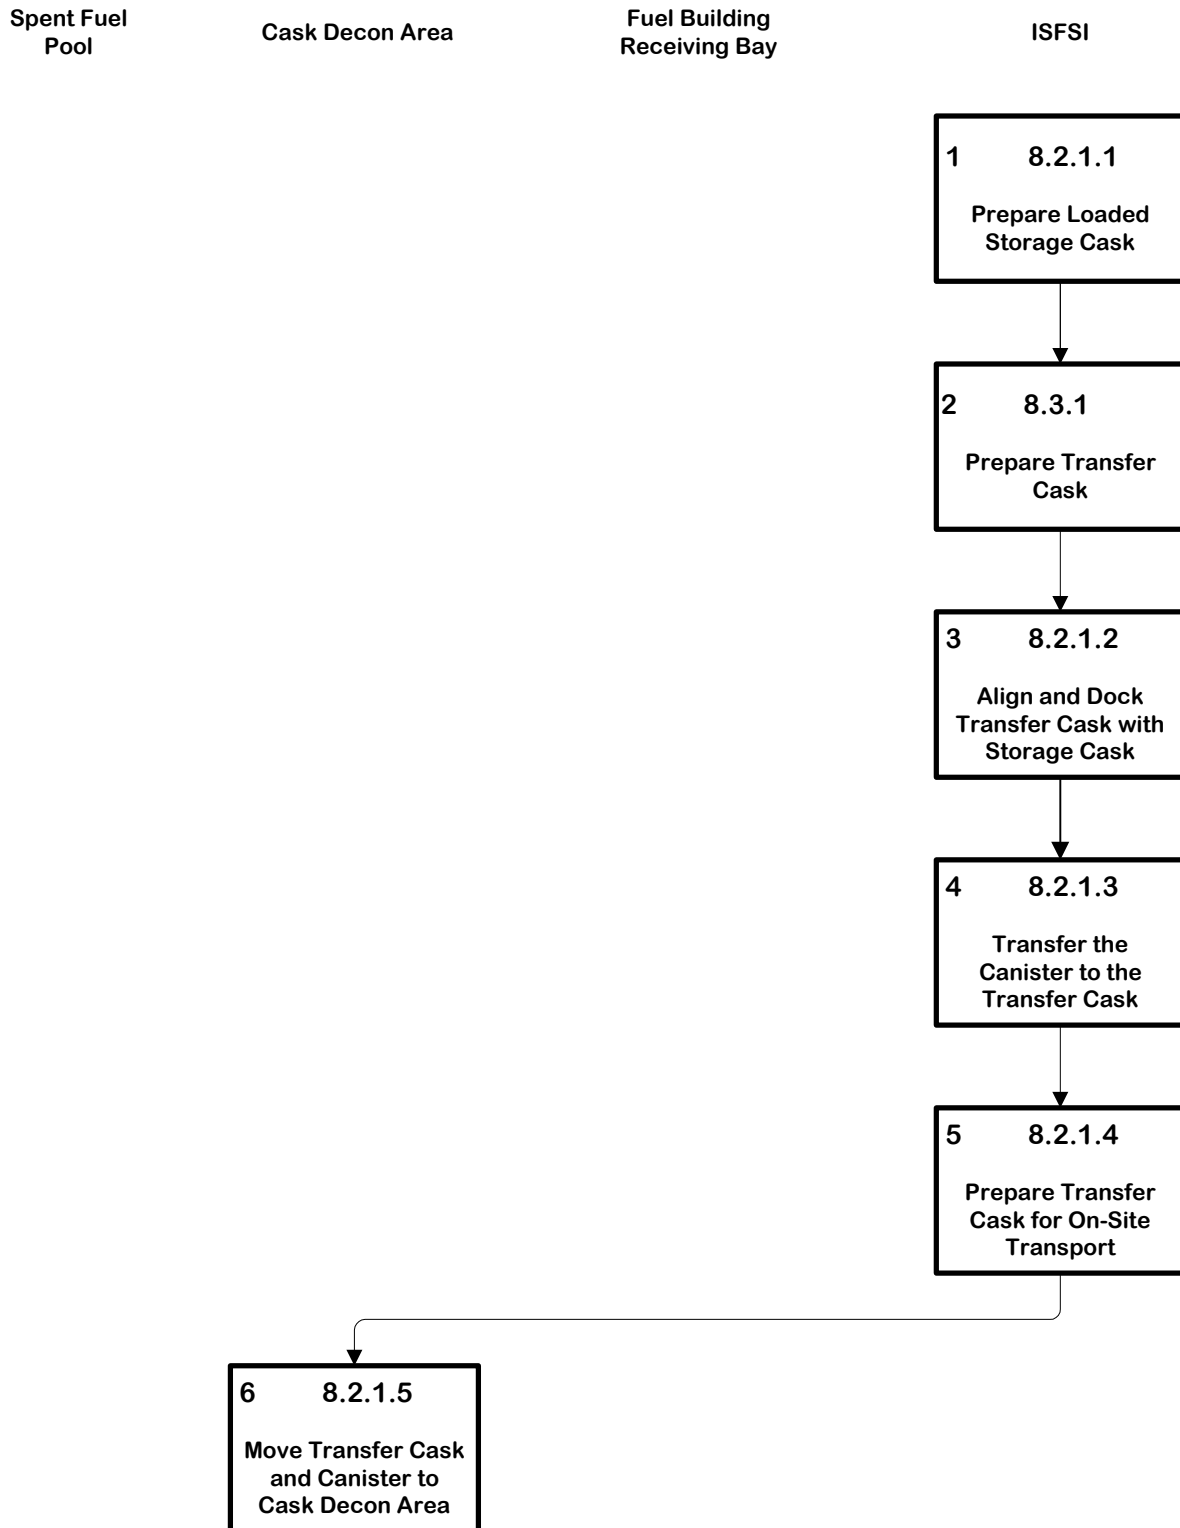 Spent Fuel
Pool
Cask Decon Area
Fuel Building
Receiving Bay
ISFSI
1 8.2.1.1
Prepare Loaded
Storage Cask
2 8.3.1
Prepare Transfer
Cask
3 8.2.1.2
Align and Dock
Transfer Cask with
Storage Cask
4 8.2.1.3
Transfer the
Canister to the
Transfer Cask
5 8.2.1.4
Prepare Transfer
Cask for On-Site
Transport
6 8.2.1.5
Move Transfer Cask
and Canister to
Cask Decon Area